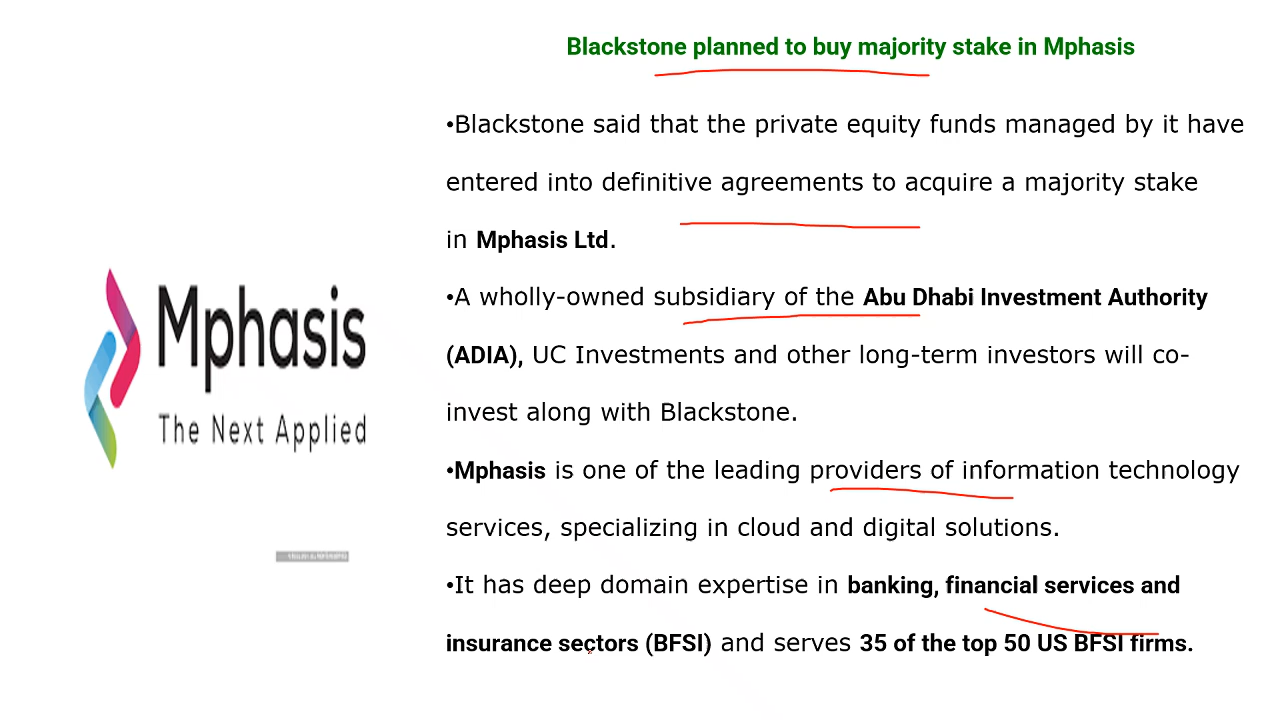 Blackstone planned to buy majority stake in Mphasis
•Blackstone said that the private equity funds managed by it have
entered into definitive agreements to acquire a majority stake
in Mphasis Ltd.
•A wholly-owned subsidiary of the Abu Dhabi Investment Authority
(ADIA), UC Investments and other long-term investors will co-
invest along with Blackstone.
•Mphasis is one of the leading providers of information technology
services, specializing in cloud and digital solutions.
•It has deep domain expertise in banking, financial services and
insurance sectors (BFSI) and serves 35 of the top 50 US BFSI firms.
Mphasis
The Next Applied